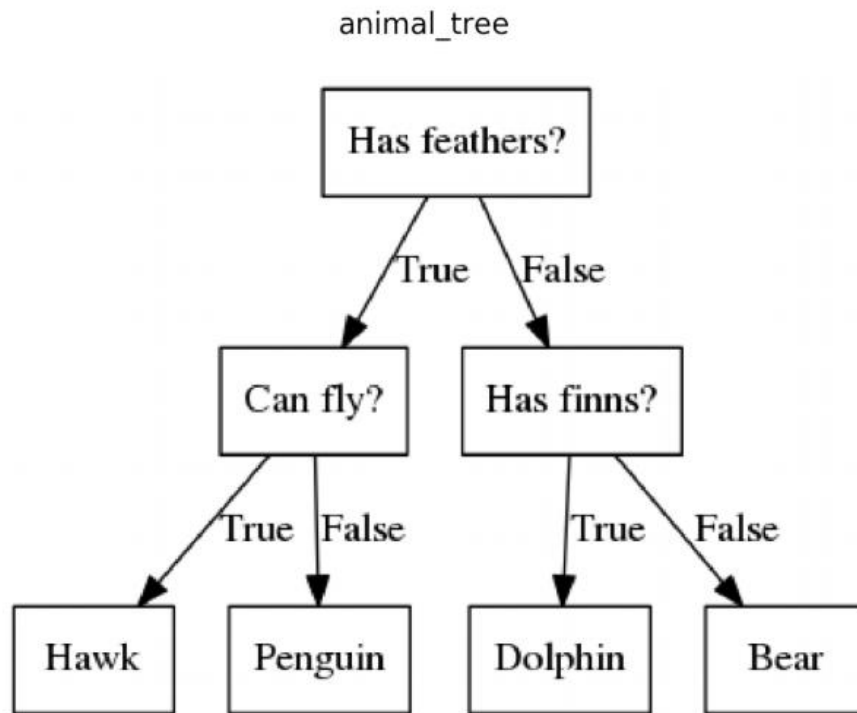 animal_tree
Has feathers?
True False
Can fly? Has finns?
True False True False
Hawk Penguin Dolphin Bear